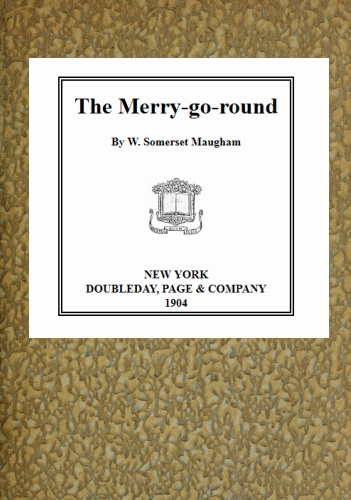 The Merry-go-round
By W. Somerset Maugham
NEW YORK
DOUBLEDAY, PAGE & COMPANY
1904